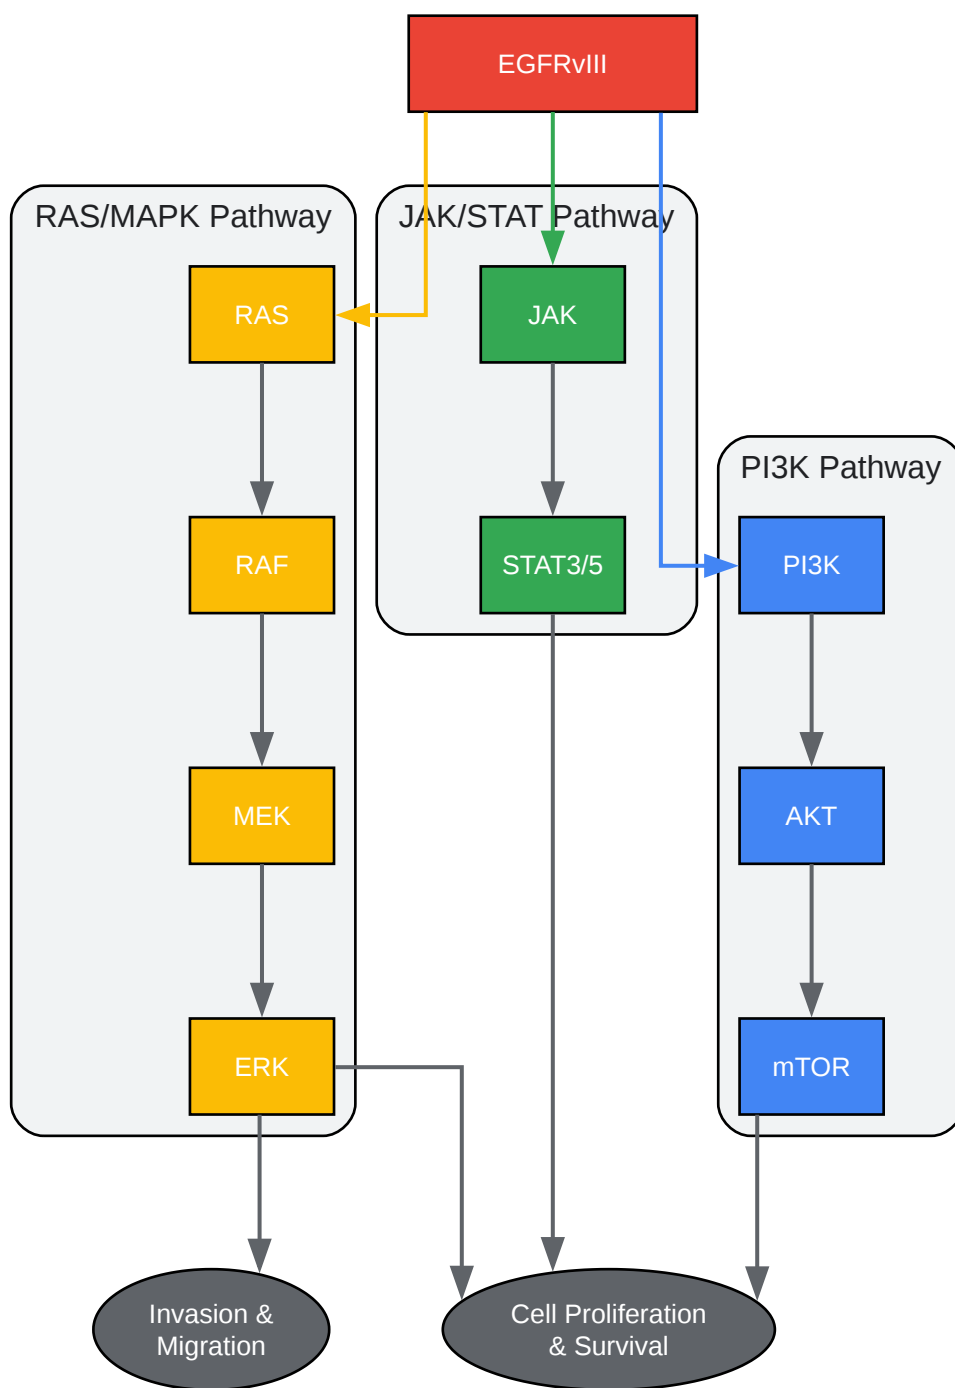 EGFRvIII
RAS/MAPK Pathway
JAK/STAT Pathway
RAS
JAK
PI3K Pathway
RAF
STAT3/5
PI3K
MEK
AKT
ERK
mTOR
Invasion &
Migration
Cell Proliferation
& Survival